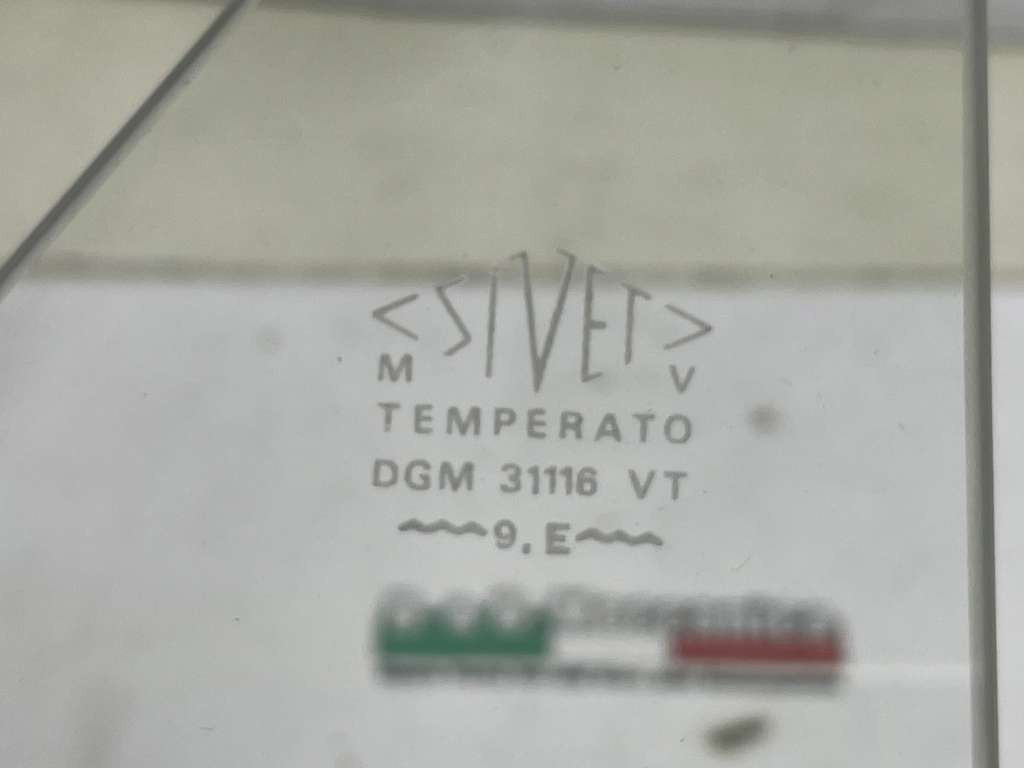 <SIVET>
M V
TEMPERATO
DGM 31116 VT
~~~9.E~~~